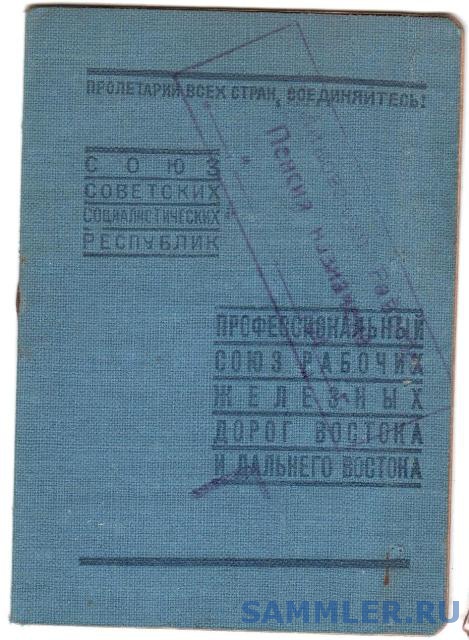 ПРОЛЕТАРИИ ВСЕХ СТРАН, СОЕДИНЯЙТЕСЬ!
СОЮЗ
СОВЕТСКИХ
СОЦИАЛИСТИЧЕСКИХ
РЕСПУБЛИК
Пенсия назначена
ПРОФЕССИОНАЛЬНЫЙ
СОЮЗ РАБОЧИХ
ЖЕЛЕЗНЫХ
ДОРОГ ВОСТОКА
И ДАЛЬНЕГО ВОСТОКА
SAMMLER.RU